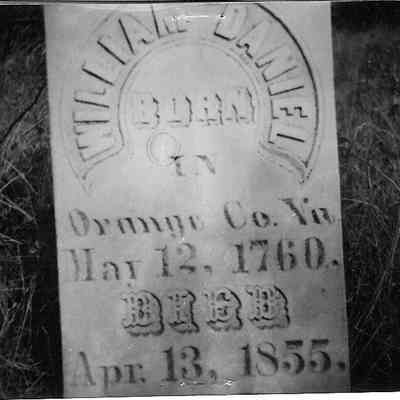 WILLIAM DANIEL
BORN
IN
Orange Co. Va.
May 12, 1760.
DIED
Apr. 13, 1855.